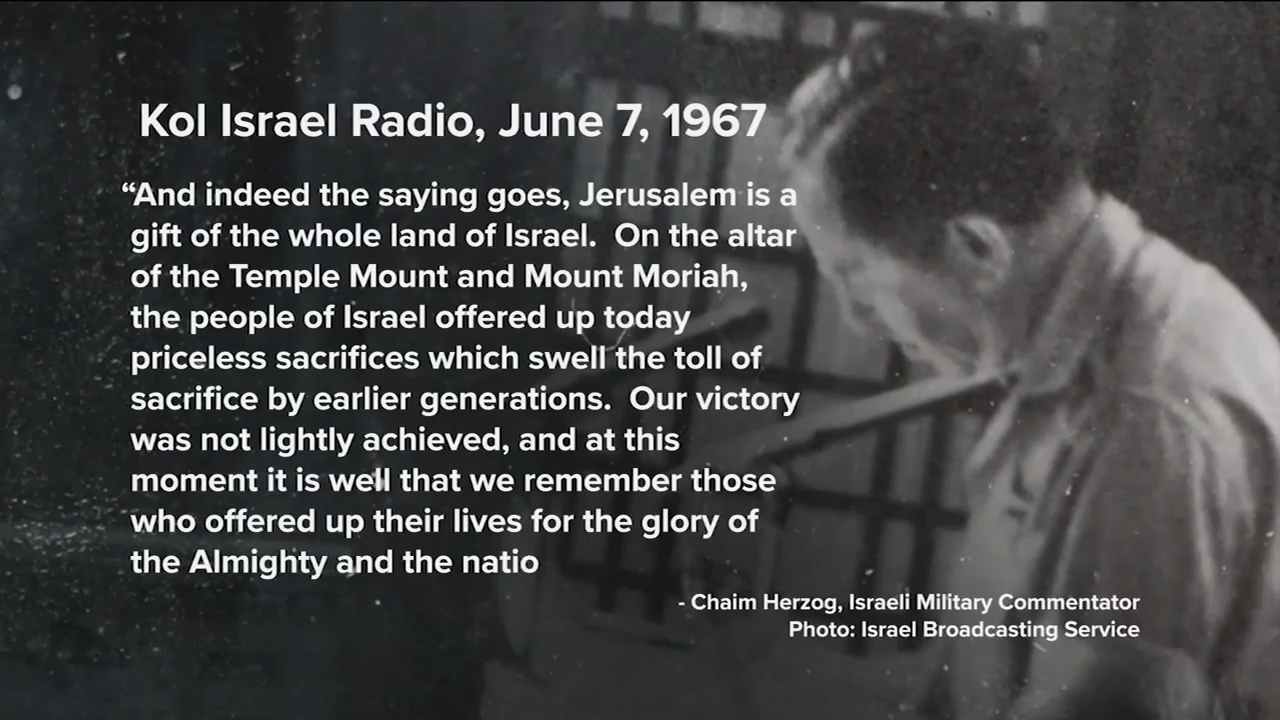 Kol Israel Radio, June 7, 1967
“And indeed the saying goes, Jerusalem is a
gift of the whole land of Israel.  On the altar
of the Temple Mount and Mount Moriah,
the people of Israel offered up today
priceless sacrifices which swell the toll of
sacrifice by earlier generations.  Our victory
was not lightly achieved, and at this
moment it is well that we remember those
who offered up their lives for the glory of
the Almighty and the natio
- Chaim Herzog, Israeli Military Commentator
Photo: Israel Broadcasting Service